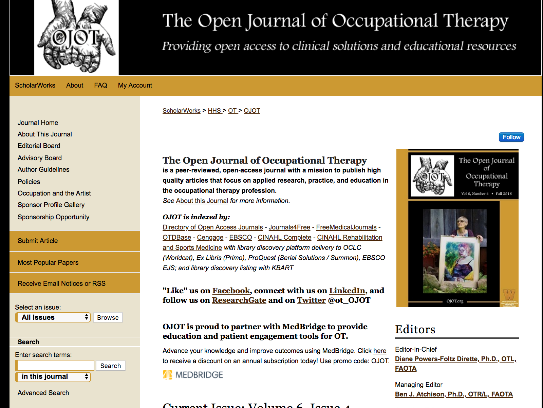 OJOT
The Open Journal of Occupational Therapy
Providing open access to clinical solutions and educational resources
ScholarWorks About FAQ My Account
ScholarWorks > HHS > OT > OJOT
Journal Home
About This Journal
Editorial Board
Advisory Board
Author Guidelines
Policies
Occupation and the Artist
Sponsor Profile Gallery
Sponsorship Opportunity
Submit Article
Most Popular Papers
Receive Email Notices or RSS
Select an issue:
All Issues Browse
Search
Enter search terms:
Search
in this journal
Advanced Search
The Open Journal of Occupational Therapy
is a peer-reviewed, open-access journal with a mission to publish high
quality articles that focus on applied research, practice, and education in
the occupational therapy profession.
See About this Journal for more information.
OJOT is indexed by:
Directory of Open Access Journals - Journals4Free - FreeMedicalJournals -
OTDBase - Cengage - EBSCO - CINAHL Complete - CINAHL Rehabilitation
and Sports Medicine with library discovery platform delivery to OCLC
(Worldcat), Ex Libris (Primo), ProQuest (Serial Solutions / Summon), EBSCO
EJS; and library discovery listing with KBART
"Like" us on Facebook, connect with us on LinkedIn, and
follow us on ResearchGate and on Twitter @ot_OJOT
OJOT is proud to partner with MedBridge to provide
education and patient engagement tools for OT.
Advance your knowledge and improve outcomes using MedBridge. Click here
to receive a discount on an annual subscription today! Use promo code: OJOT.
MEDBRIDGE
Current Issue: Volume 6, Issue 4
Follow
OJOT
The Open Journal
of
Occupational
Therapy
OJOT.org
Editors
Editor-in-Chief
Diane Powers-Foltz Dirette, Ph.D., OTL,
FAOTA
Managing Editor
Ben J. Atchison, Ph.D., OTR/L, FAOTA